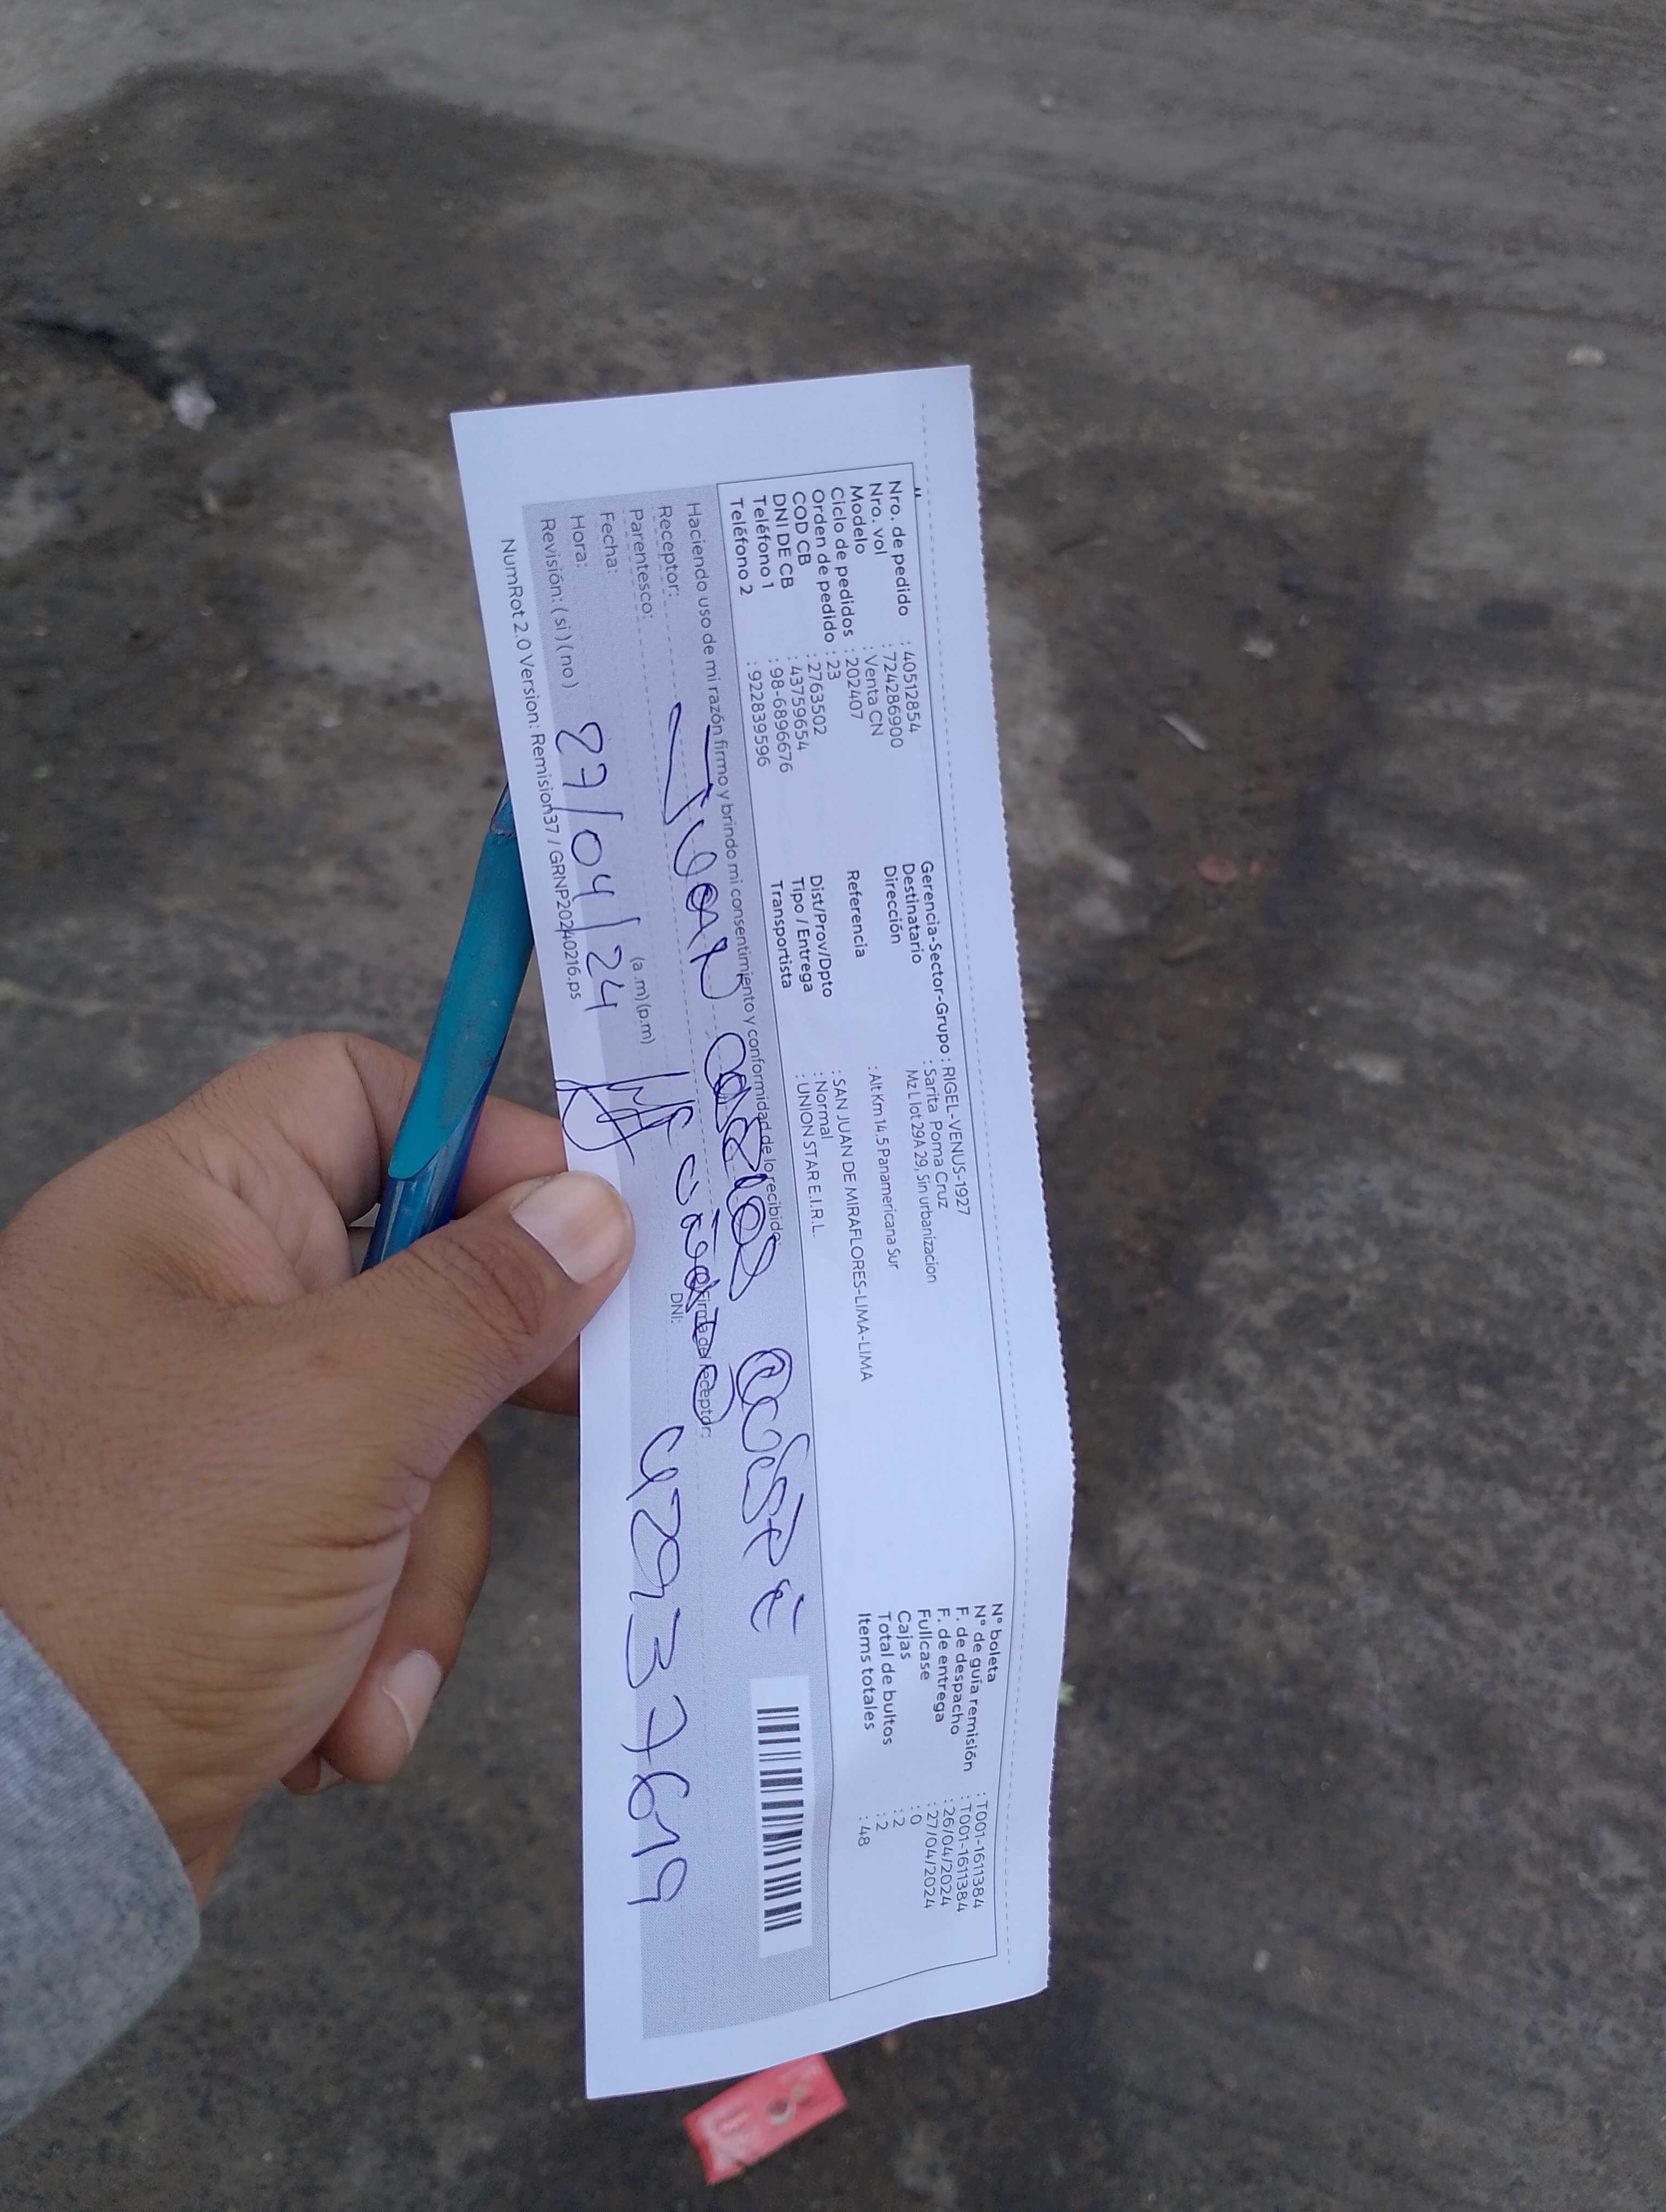 Nro. de pedido : 40512854
Nro. vol : 724286900
Modelo : Venta CN
Ciclo de pedidos : 202407
Orden de pedido : 23
COD CB : 2763502
DNI DE CB : 43759654
Teléfono 1 : 98-6896676
Teléfono 2 : 922839596
Gerencia-Sector-Grupo : RIGEL-VENUS-1927
Destinatario : Sarita Poma Cruz
Dirección : Mz L lot 29A 29, Sin urbanizacion
Referencia : Alt Km 14.5 Panamericana Sur
Dist/Prov/Dpto : SAN JUAN DE MIRAFLORES-LIMA-LIMA
Tipo / Entrega : Normal
Transportista : UNION STAR E.I.R.L.
N° boleta : T001-1611384
N° de guía remisión : T001-1611384
F. de despacho : 26/04/2024
F. de entrega : 27/04/2024
Fullcase : 0
Cajas : 2
Total de bultos : 2
Items totales : 48
Haciendo uso de mi razón firmo y brindo mi consentimiento y conformidad de lo recibido
Receptor: Juan
Parentesco:
Fecha:
Hora: (a.m) (p.m)
Revisión: ( si ) ( no )
27/04/24
Firma del receptor:
DNI: 42937619
NumRot 2.0 Version: Remision37 / GRNP20240216.ps